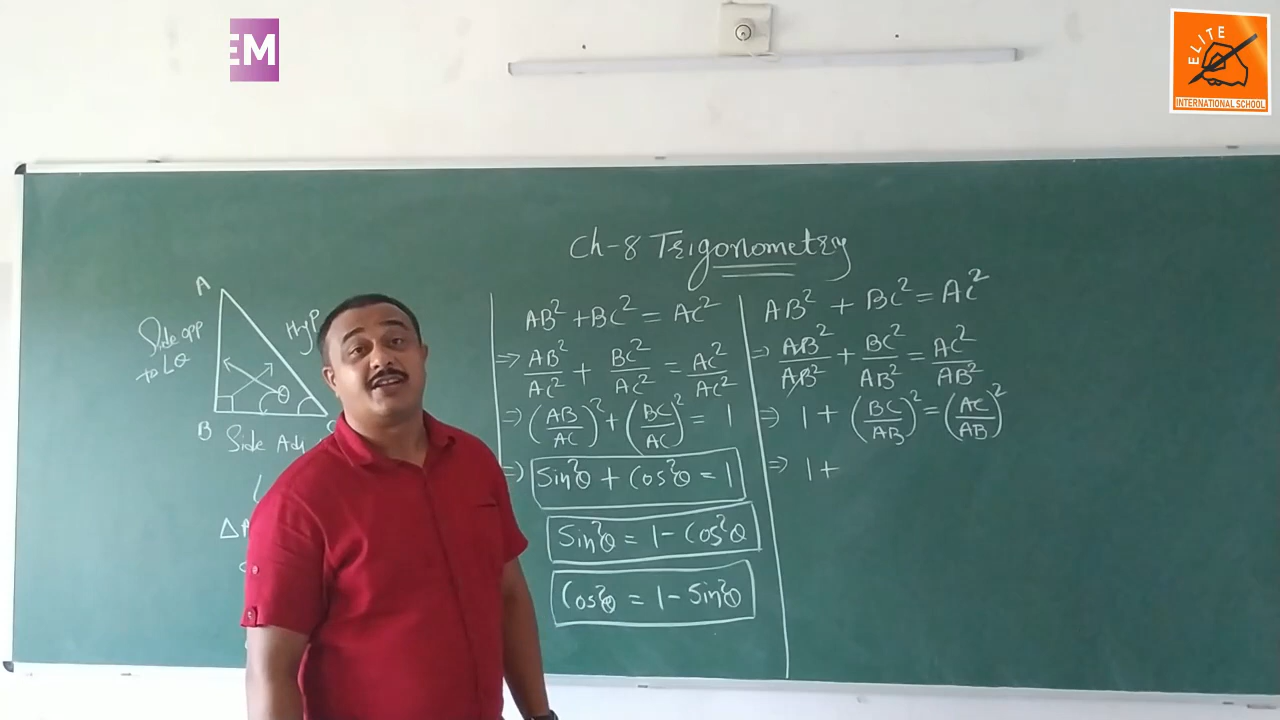 EM
ELITE
INTERNATIONAL SCHOOL
Ch-8 Trigonometry
A
Side opp
to ∠θ
Hyp
θ
B
Side Adj
AB² + BC² = AC²
⇒ AB²/AC² + BC²/AC² = AC²/AC²
⇒ (AB/AC)² + (BC/AC)² = 1
⇒ Sin²θ + Cos²θ = 1
Sin²θ = 1 - Cos²θ
Cos²θ = 1 - Sin²θ
AB² + BC² = AC²
⇒ AB²/AB² + BC²/AB² = AC²/AB²
⇒ 1 + (BC/AB)² = (AC/AB)²
⇒ 1 +